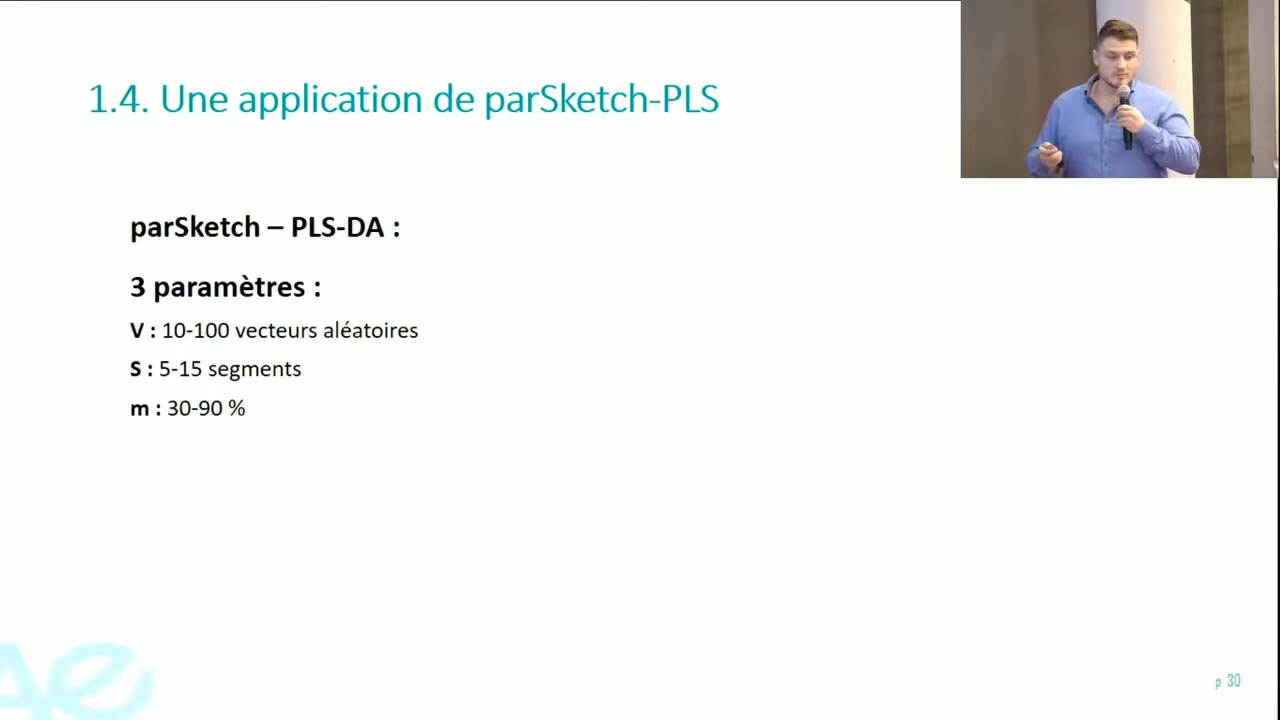 1.4. Une application de parSketch-PLS
parSketch – PLS-DA :
3 paramètres :
V : 10-100 vecteurs aléatoires
S : 5-15 segments
m : 30-90 %
p 30